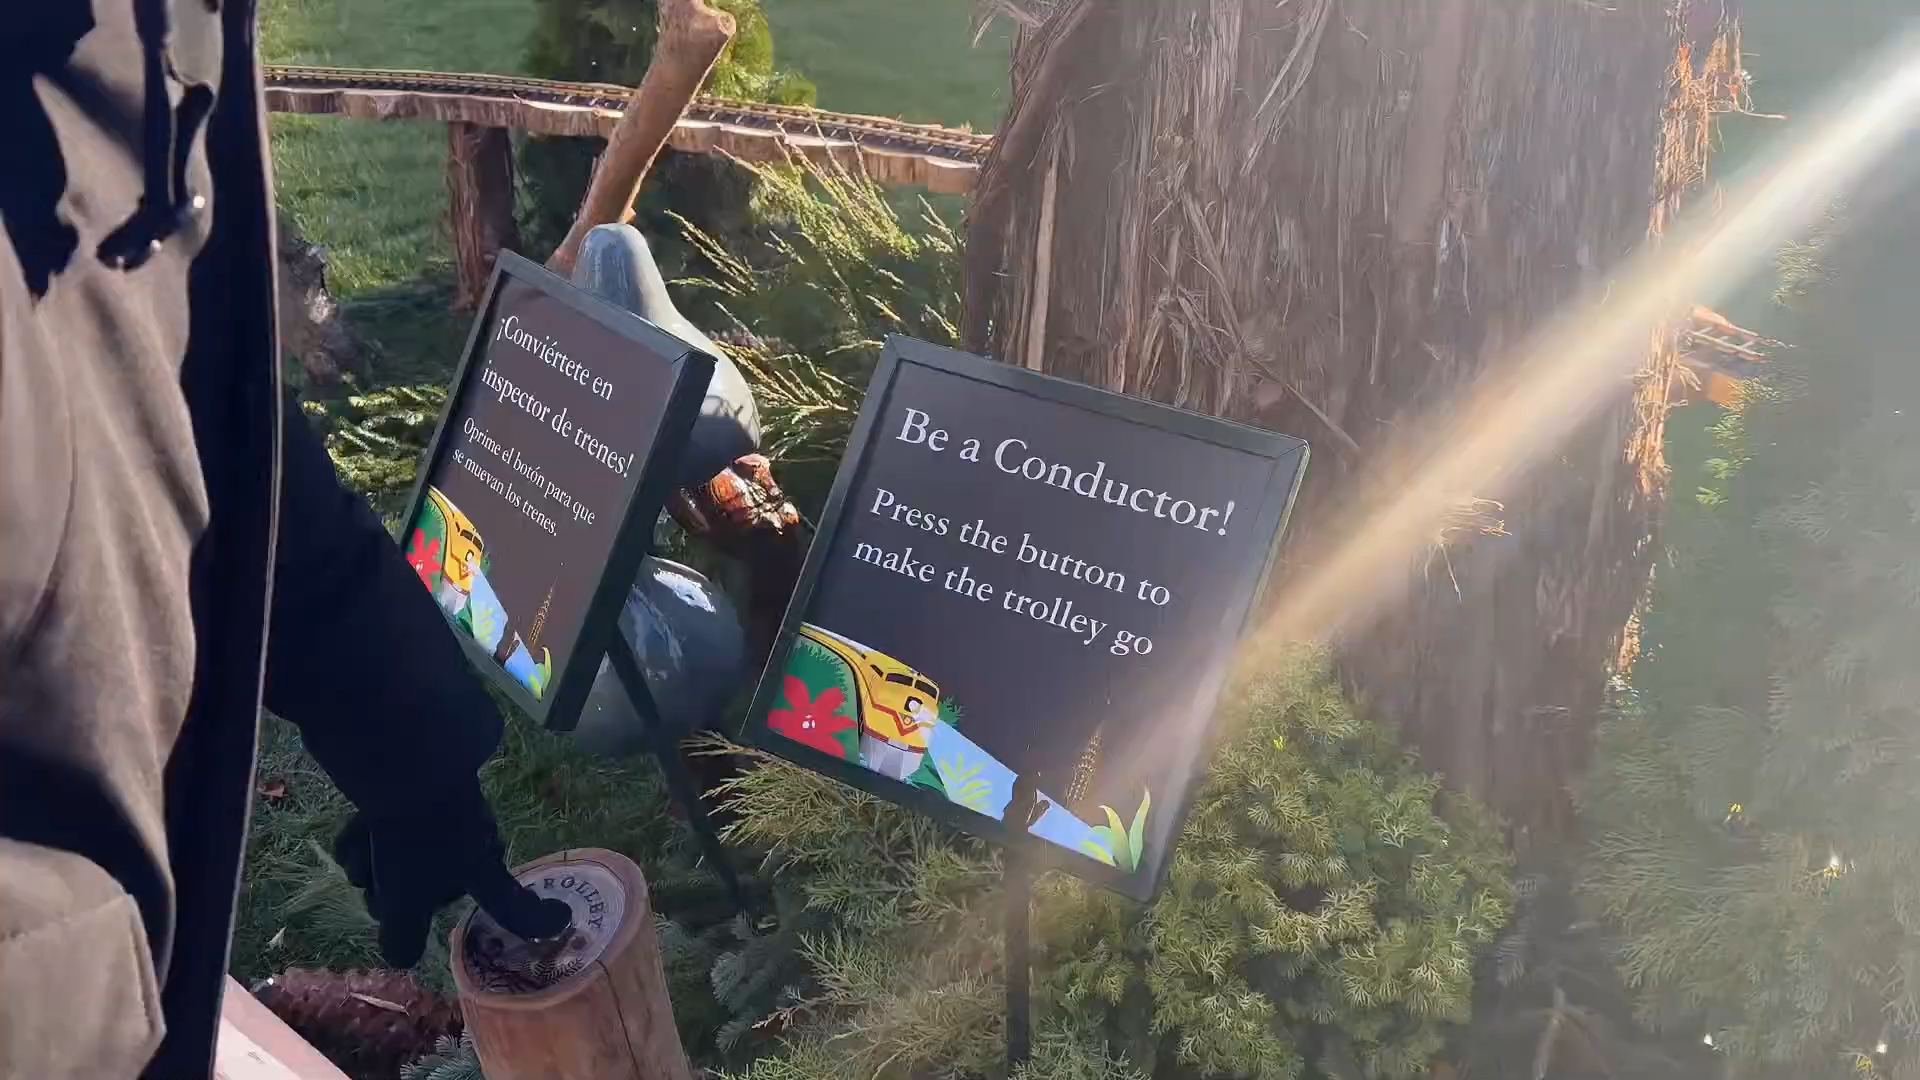 ¡Conviértete en
inspector de trenes!
Oprime el botón para que
se muevan los trenes.
Be a Conductor!
Press the button to
make the trolley go
TROLLEY